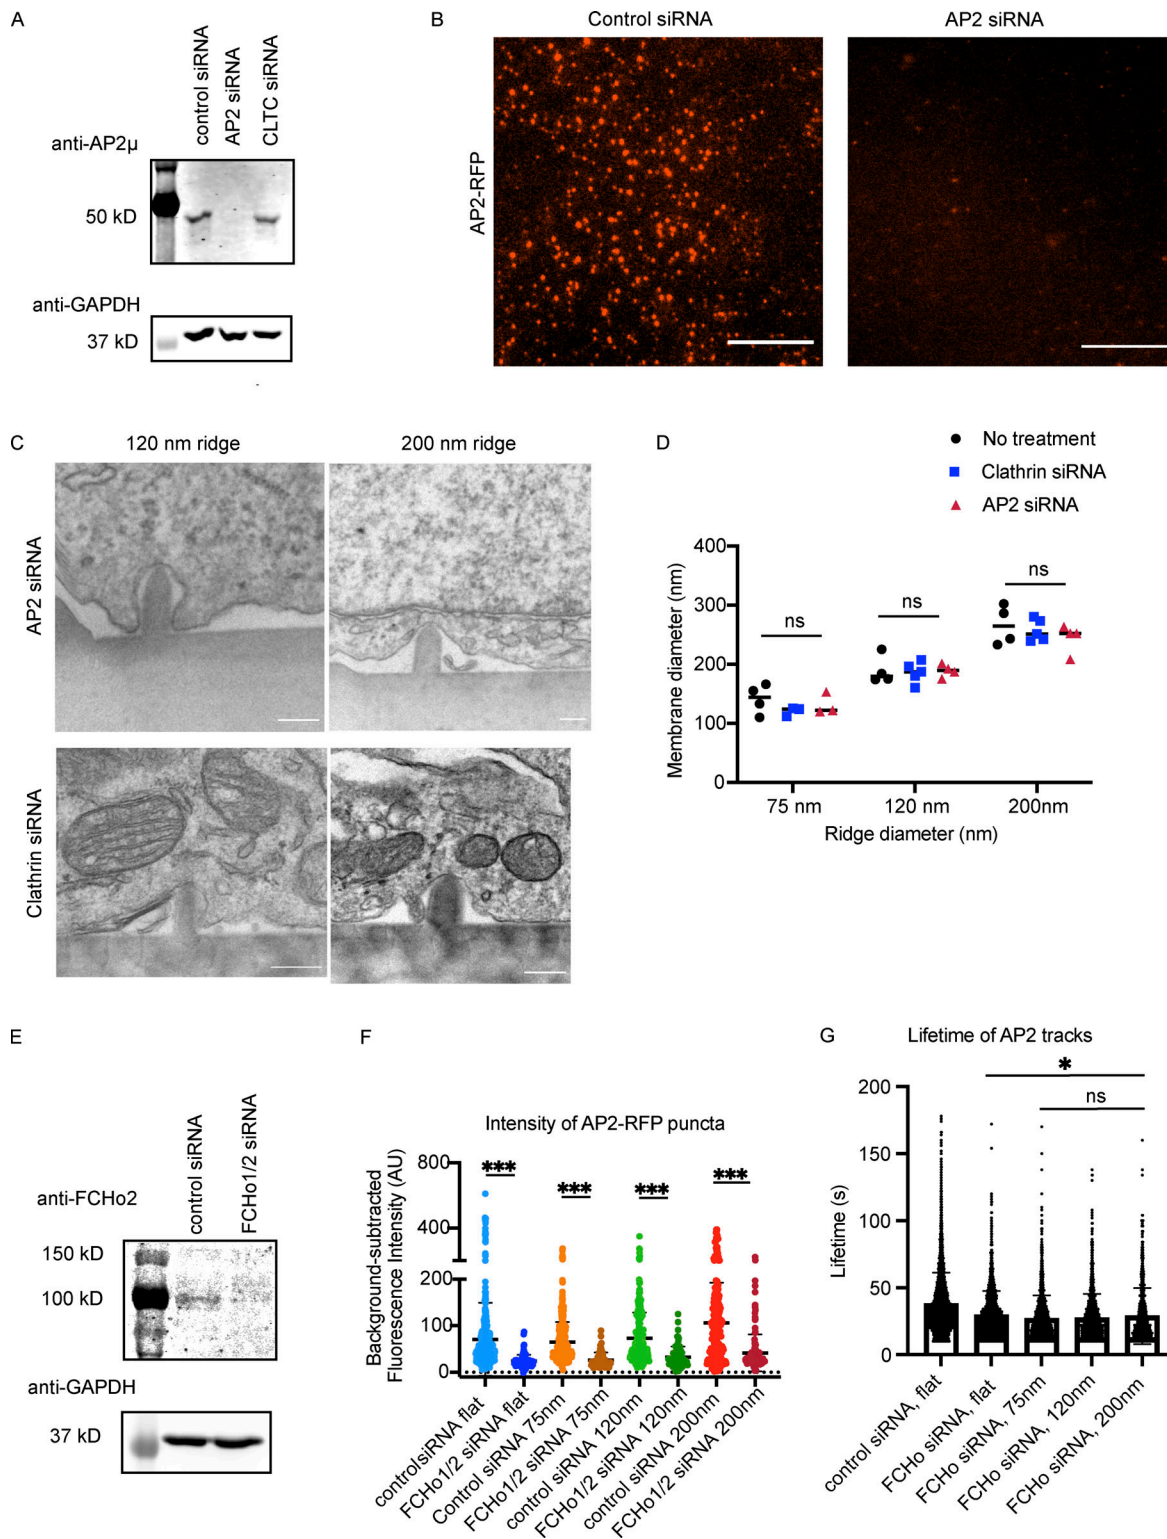 A
control siRNA
AP2 siRNA
CLTC siRNA
anti-AP2μ
50 kD
anti-GAPDH
37 kD
B
Control siRNA
AP2 siRNA
AP2-RFP
C
120 nm ridge
200 nm ridge
AP2 siRNA
Clathrin siRNA
D
No treatment
Clathrin siRNA
AP2 siRNA
Membrane diameter (nm)
400
300
200
100
0
ns
ns
ns
75 nm
120 nm
200nm
Ridge diameter (nm)
E
control siRNA
FCHo1/2 siRNA
anti-FCHo2
150 kD
100 kD
anti-GAPDH
37 kD
F
Intensity of AP2-RFP puncta
Background-subtracted
Fluorescence Intensity (AU)
800
400
200
100
0
***
***
***
***
controlsiRNA flat
FCHo1/2 siRNA flat
Control siRNA 75nm
FCHo1/2 siRNA 75nm
control siRNA 120nm
FCHo1/2 siRNA 120nm
control siRNA 200nm
FCHo1/2 siRNA 200nm
G
Lifetime of AP2 tracks
Lifetime (s)
200
150
100
50
0
*
ns
control siRNA, flat
FCHo siRNA, flat
FCHo siRNA, 75nm
FCHo siRNA, 120nm
FCHo siRNA, 200nm